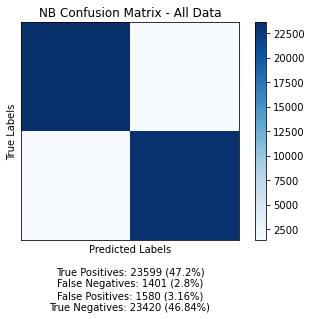 NB Confusion Matrix - All Data
True Labels
Predicted Labels
22500
20000
17500
15000
12500
10000
7500
5000
2500
True Positives: 23599 (47.2%)
False Negatives: 1401 (2.8%)
False Positives: 1580 (3.16%)
True Negatives: 23420 (46.84%)